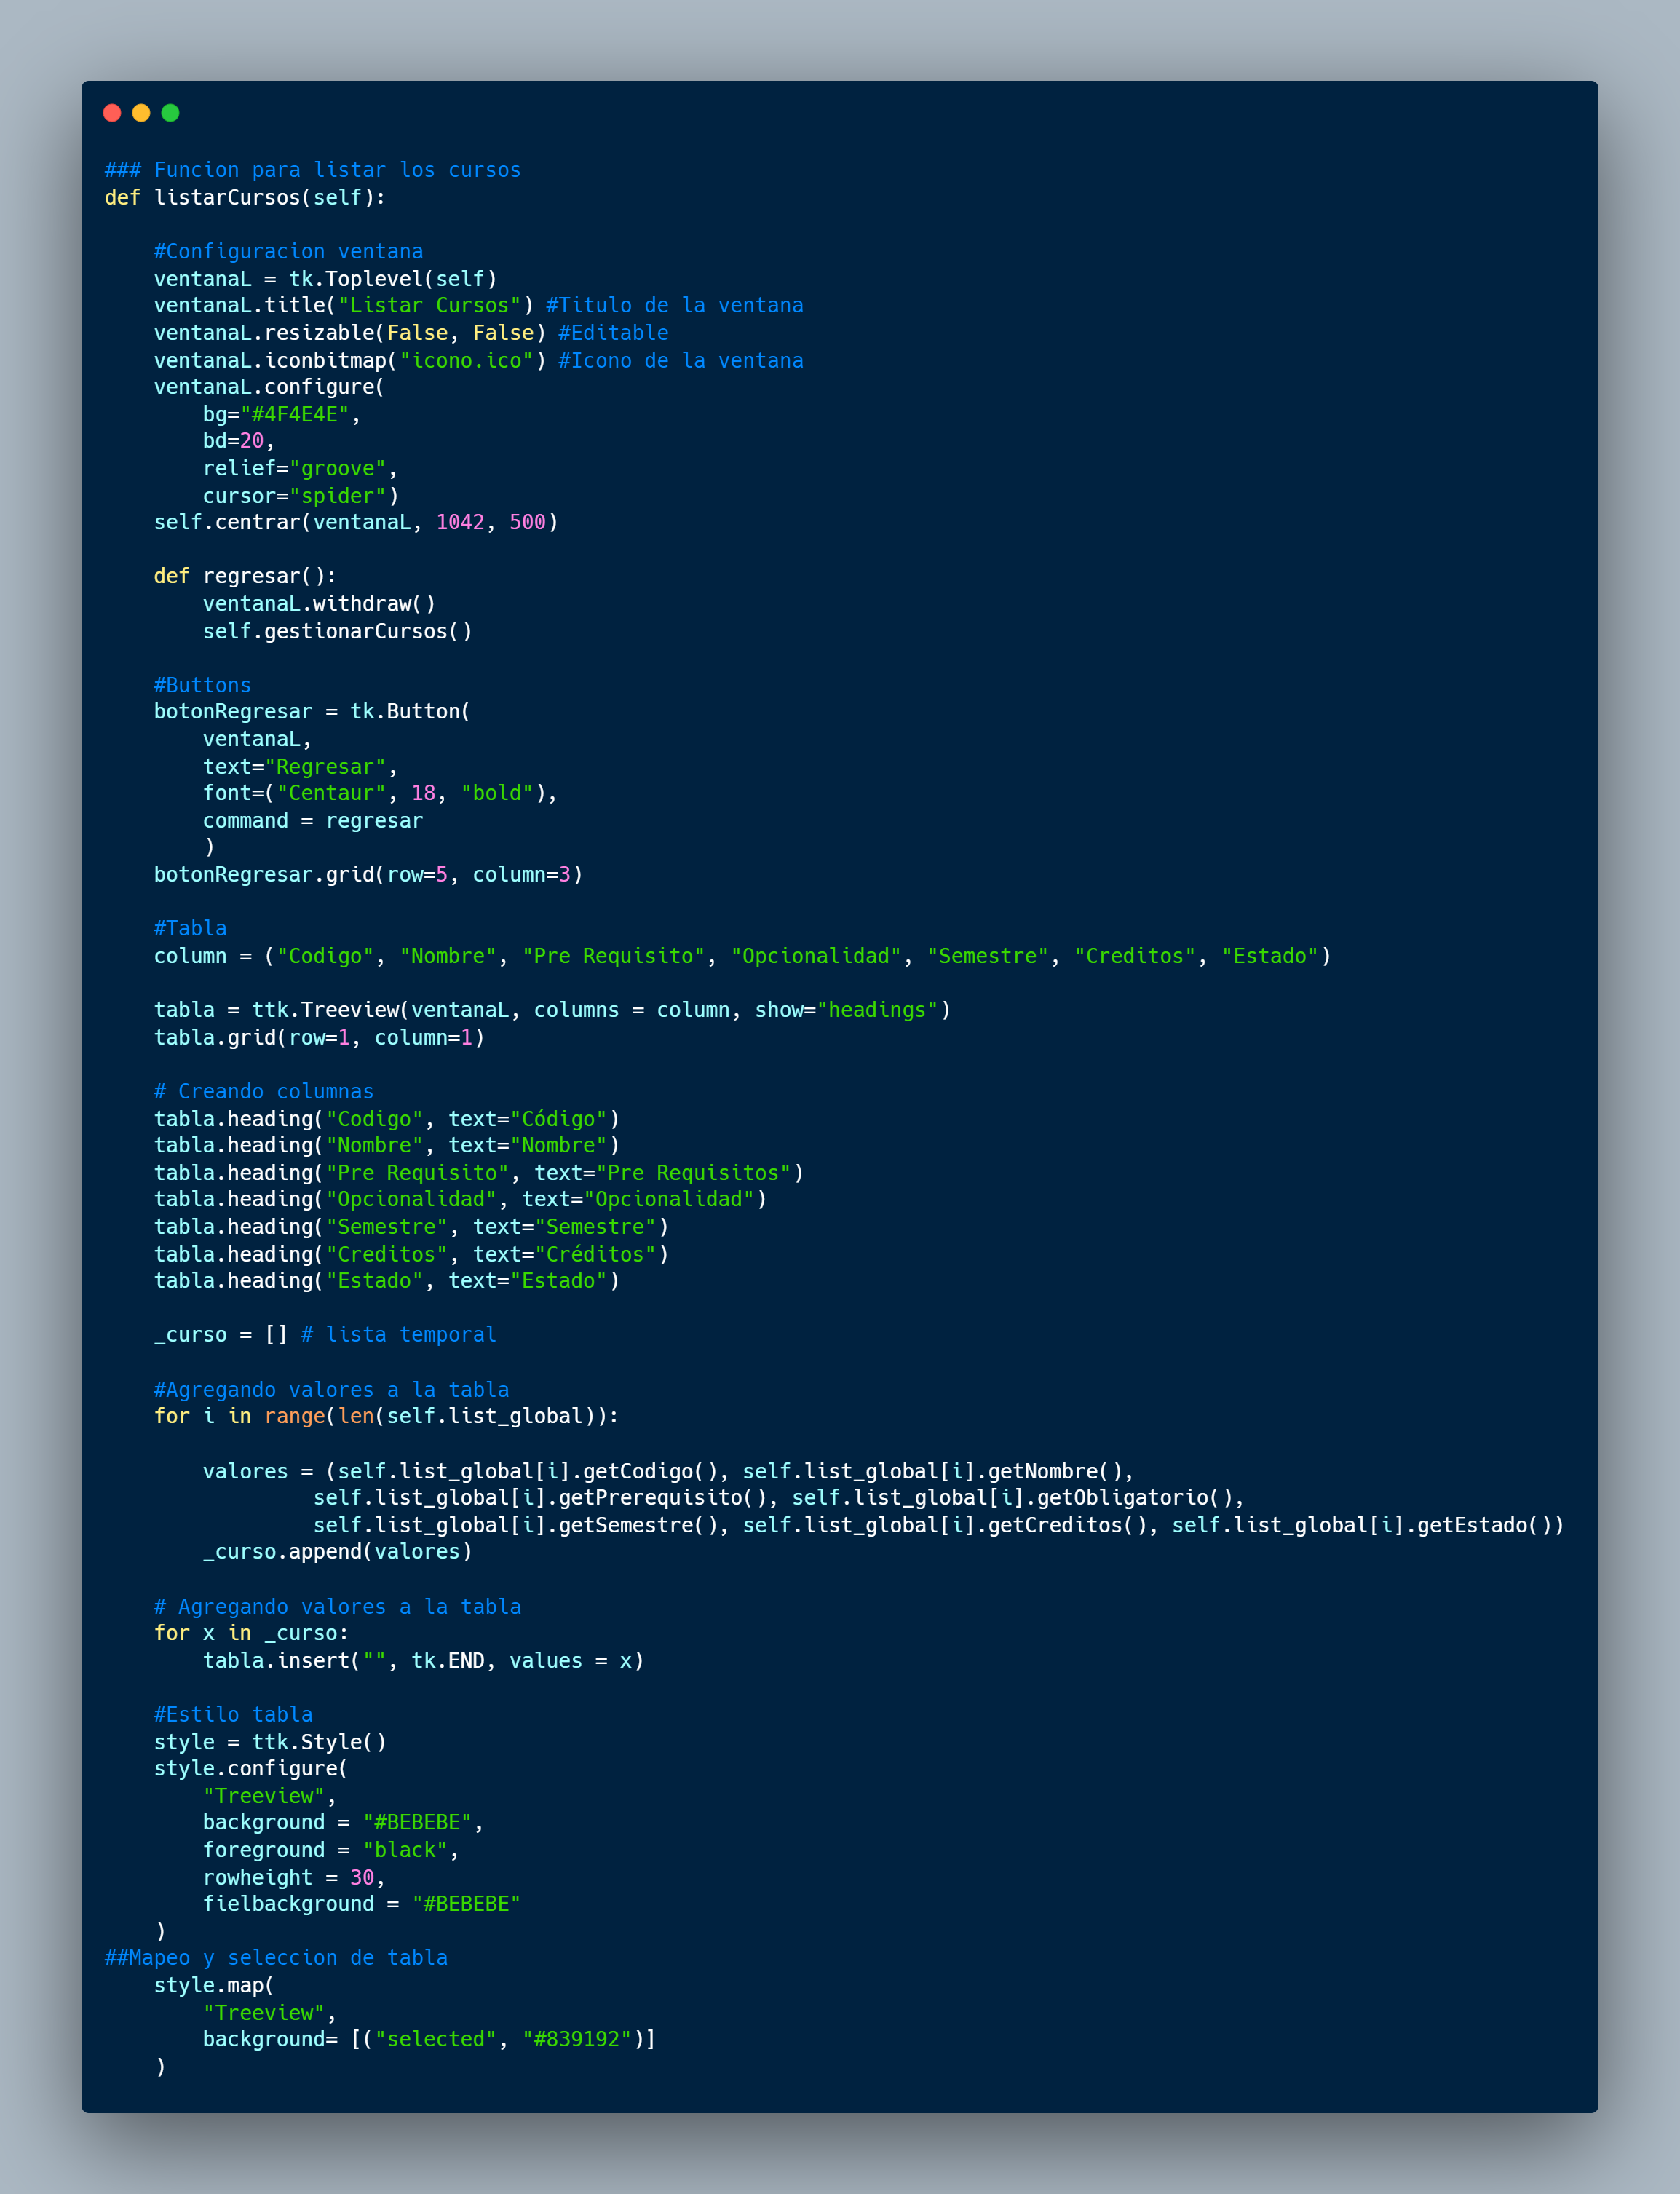 ### Funcion para listar los cursos
def listarCursos(self):
#Configuracion ventana
ventanaL = tk.Toplevel(self)
ventanaL.title("Listar Cursos") #Titulo de la ventana
ventanaL.resizable(False, False) #Editable
ventanaL.iconbitmap("icono.ico") #Icono de la ventana
ventanaL.configure(
bg="#4F4E4E",
bd=20,
relief="groove",
cursor="spider")
self.centrar(ventanaL, 1042, 500)
def regresar():
ventanaL.withdraw()
self.gestionarCursos()
#Buttons
botonRegresar = tk.Button(
ventanaL,
text="Regresar",
font=("Centaur", 18, "bold"),
command = regresar
)
botonRegresar.grid(row=5, column=3)
#Tabla
column = ("Codigo", "Nombre", "Pre Requisito", "Opcionalidad", "Semestre", "Creditos", "Estado")
tabla = ttk.Treeview(ventanaL, columns = column, show="headings")
tabla.grid(row=1, column=1)
# Creando columnas
tabla.heading("Codigo", text="Código")
tabla.heading("Nombre", text="Nombre")
tabla.heading("Pre Requisito", text="Pre Requisitos")
tabla.heading("Opcionalidad", text="Opcionalidad")
tabla.heading("Semestre", text="Semestre")
tabla.heading("Creditos", text="Créditos")
tabla.heading("Estado", text="Estado")
_curso = [] # lista temporal
#Agregando valores a la tabla
for i in range(len(self.list_global)):
valores = (self.list_global[i].getCodigo(), self.list_global[i].getNombre(),
self.list_global[i].getPrerequisito(), self.list_global[i].getObligatorio(),
self.list_global[i].getSemestre(), self.list_global[i].getCreditos(), self.list_global[i].getEstado())
_curso.append(valores)
# Agregando valores a la tabla
for x in _curso:
tabla.insert("", tk.END, values = x)
#Estilo tabla
style = ttk.Style()
style.configure(
"Treeview",
background = "#BEBEBE",
foreground = "black",
rowheight = 30,
fielbackground = "#BEBEBE"
)
##Mapeo y seleccion de tabla
style.map(
"Treeview",
background= [("selected", "#839192")]
)